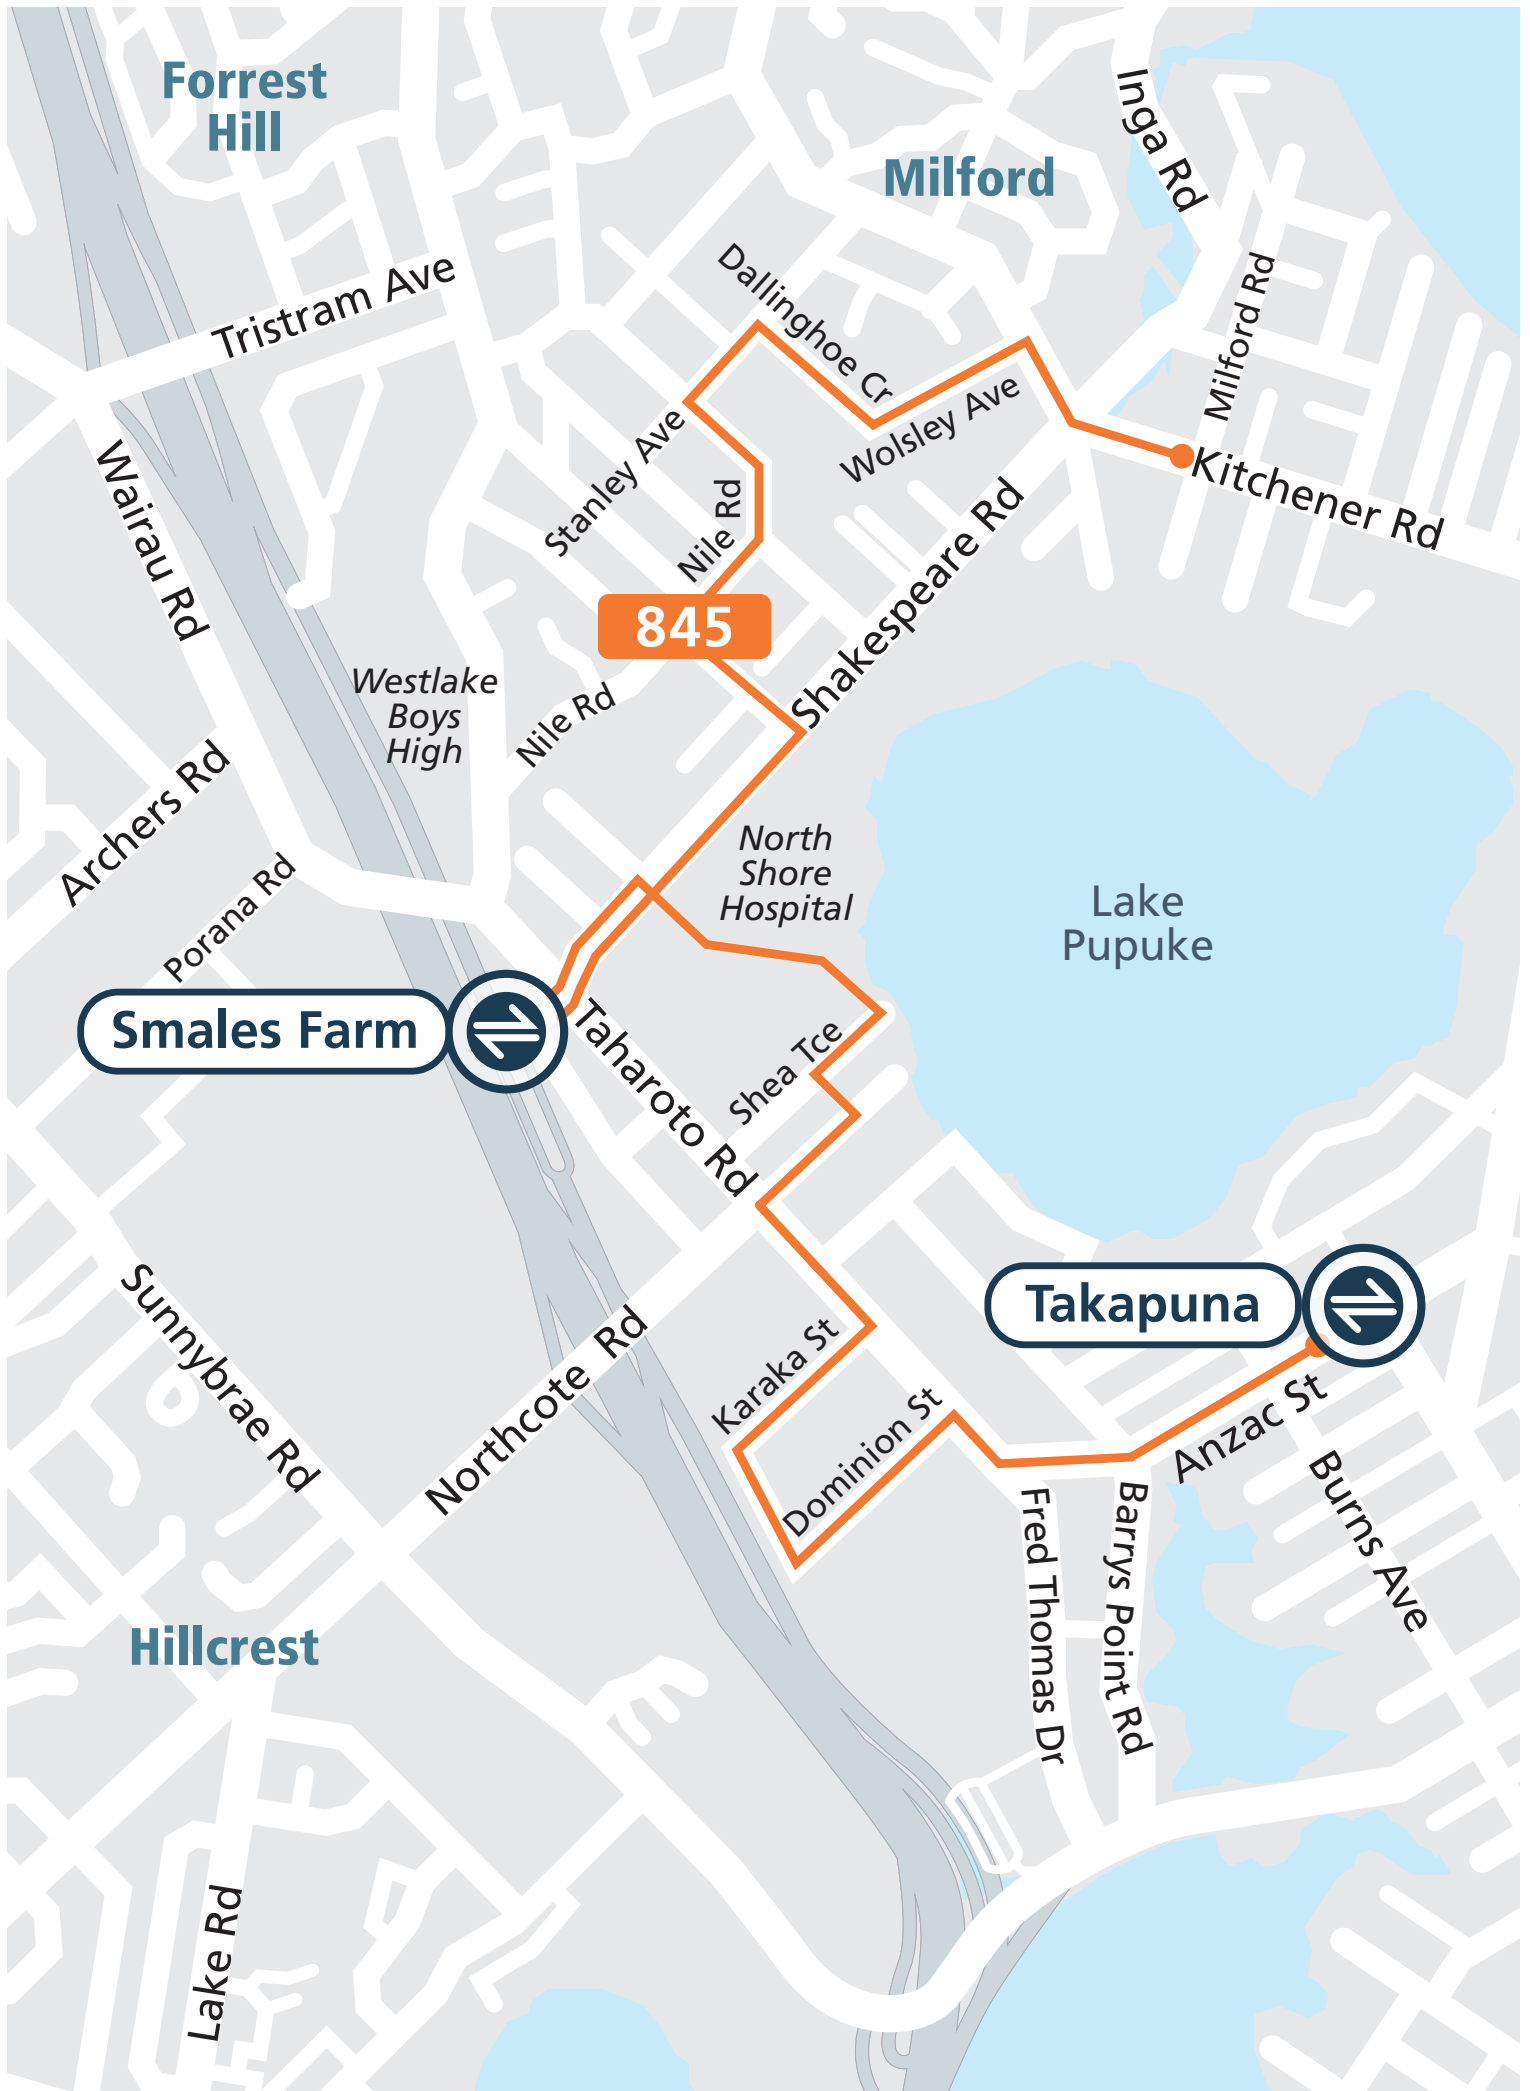 Forrest
Hill
Milford
Inga Rd
Tristram Ave
Dallinghoe Cr
Milford Rd
Wolsley Ave
Stanley Ave
Kitchener Rd
Wairau Rd
Nile Rd
Shakespeare Rd
845
Westlake
Boys
High
Nile Rd
Archers Rd
Porana Rd
North
Shore
Hospital
Lake
Pupuke
Smales Farm
Taharoto Rd
Shea Tce
Sunnybrae Rd
Takapuna
Northcote Rd
Karaka St
Dominion St
Anzac St
Fred Thomas Dr
Barrys Point Rd
Burns Ave
Hillcrest
Lake Rd